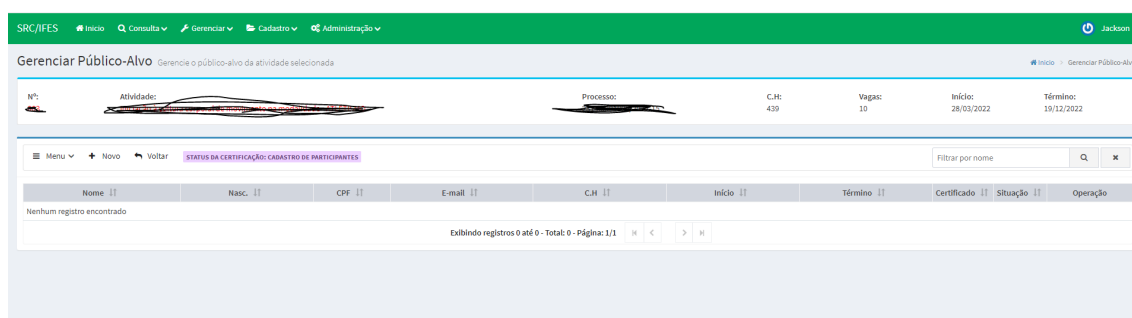 SRC/IFES Inicio Consulta Gerenciar Cadastro Administração Jackson
Gerenciar Público-Alvo Gerencie o público-alvo da atividade selecionada Inicio Gerenciar Público-Alv
Nº: Atividade: Processo: C.H: Vagas: Início: Término:
439 10 28/03/2022 19/12/2022
Menu + Novo Voltar STATUS DA CERTIFICAÇÃO: CADASTRO DE PARTICIPANTES Filtrar por nome
Nome Nasc. CPF E-mail C.H Início Término Certificado Situação Operação
Nenhum registro encontrado
Exibindo registros 0 até 0 - Total: 0 - Página: 1/1